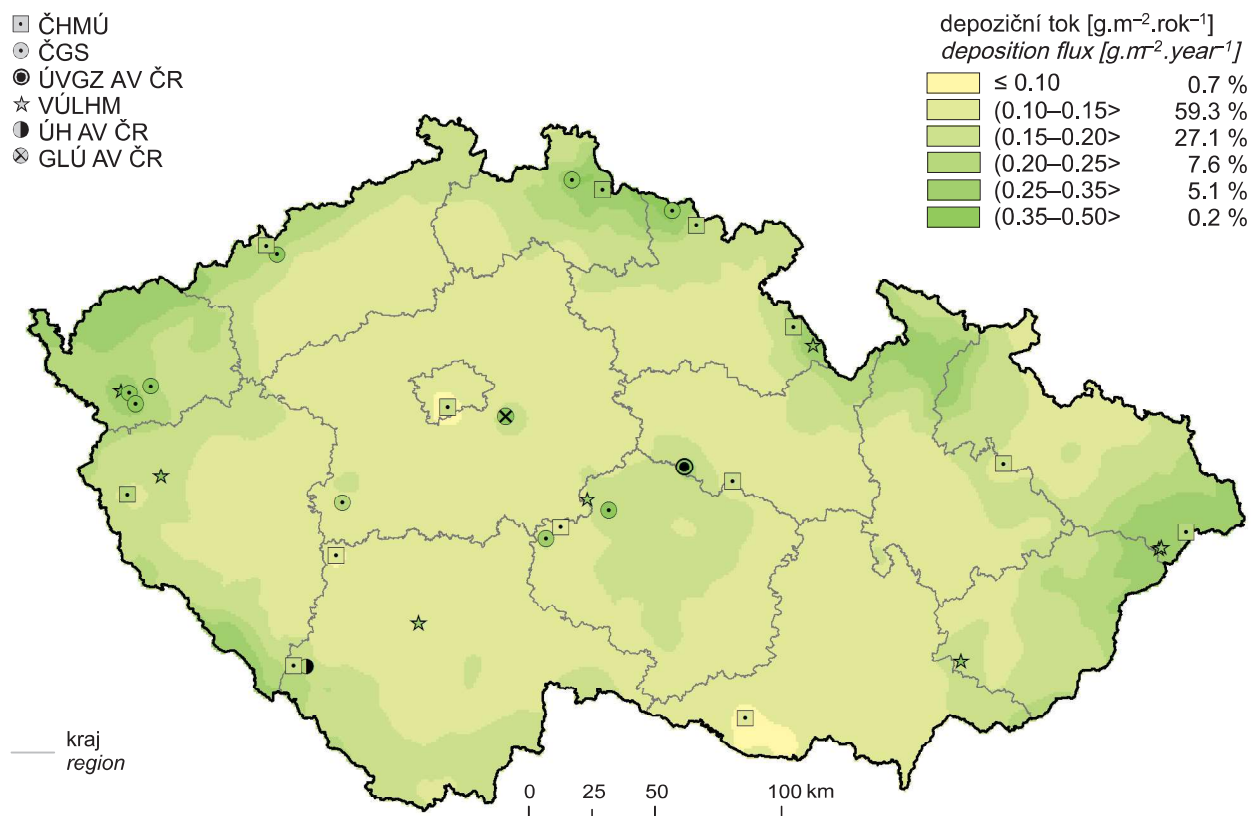 ČHMÚ
ČGS
ÚVGZ AV ČR
VÚLHM
ÚH AV ČR
GLÚ AV ČR
depoziční tok [g.m⁻².rok⁻¹]
deposition flux [g.m⁻².year⁻¹]
≤ 0.10 0.7 %
(0.10–0.15> 59.3 %
(0.15–0.20> 27.1 %
(0.20–0.25> 7.6 %
(0.25–0.35> 5.1 %
(0.35–0.50> 0.2 %
kraj
region
0 25 50 100 km